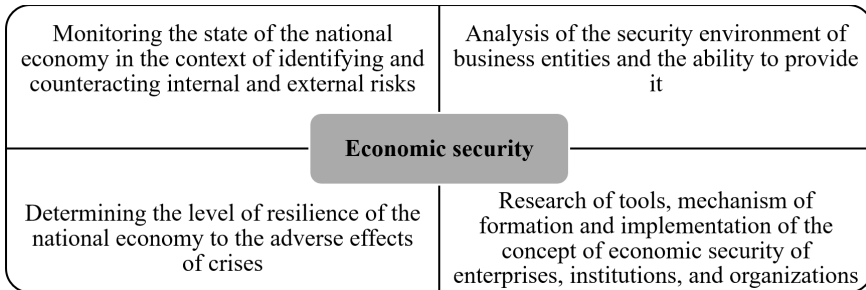 Monitoring the state of the national
economy in the context of identifying and
counteracting internal and external risks
Analysis of the security environment of
business entities and the ability to provide
it
Economic security
Determining the level of resilience of the
national economy to the adverse effects
of crises
Research of tools, mechanism of
formation and implementation of the
concept of economic security of
enterprises, institutions, and organizations